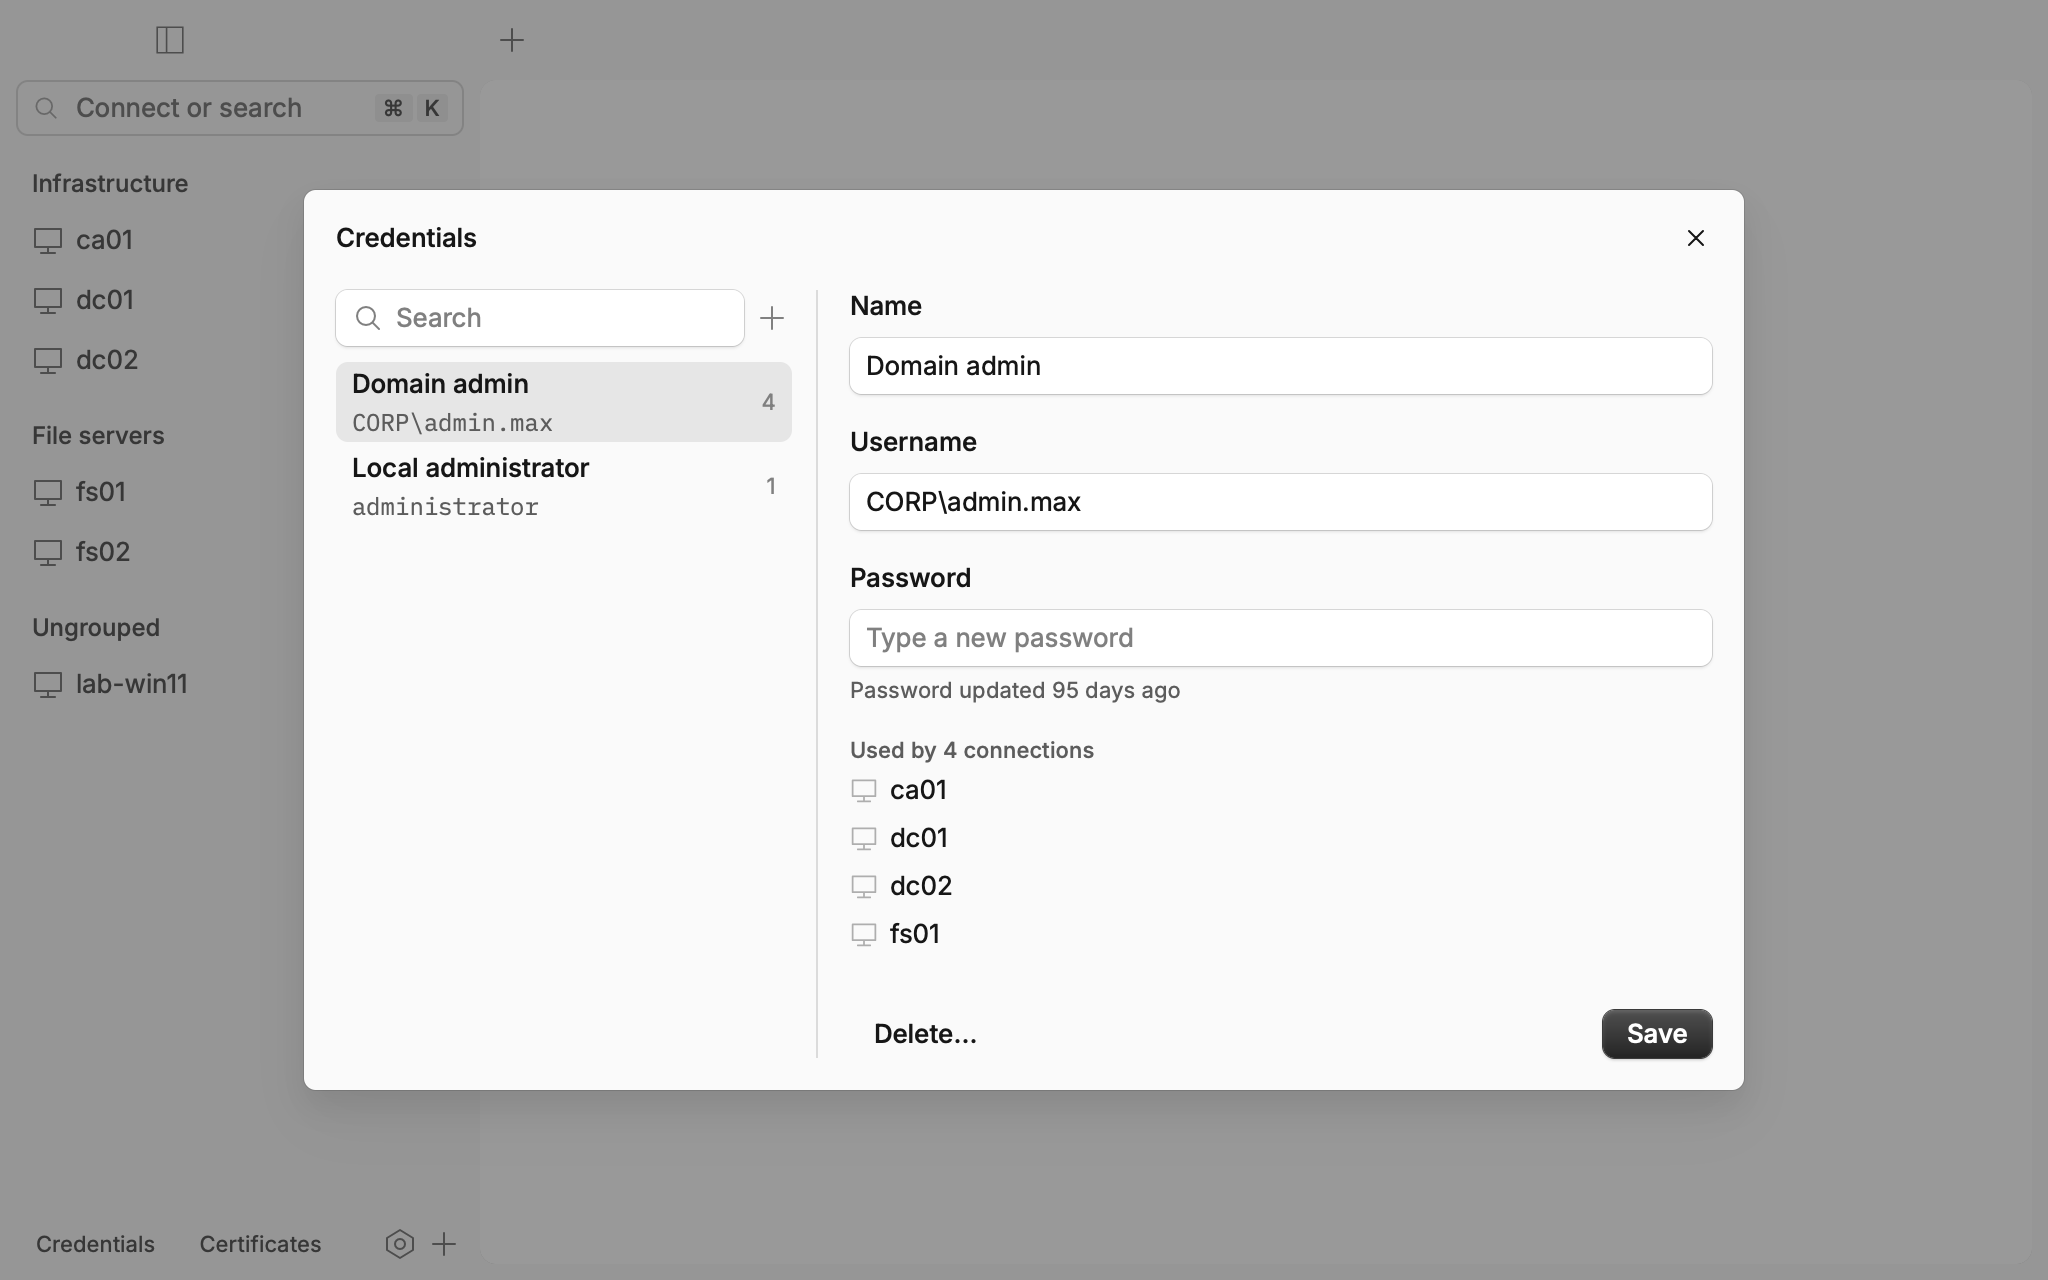 Connect or search ⌘ K
Infrastructure
ca01
dc01
dc02
File servers
fs01
fs02
Ungrouped
lab-win11
Credentials Certificates
Credentials
Search
Domain admin
CORP\admin.max
4
Local administrator
administrator
1
Name
Domain admin
Username
CORP\admin.max
Password
Type a new password
Password updated 95 days ago
Used by 4 connections
ca01
dc01
dc02
fs01
Delete...
Save